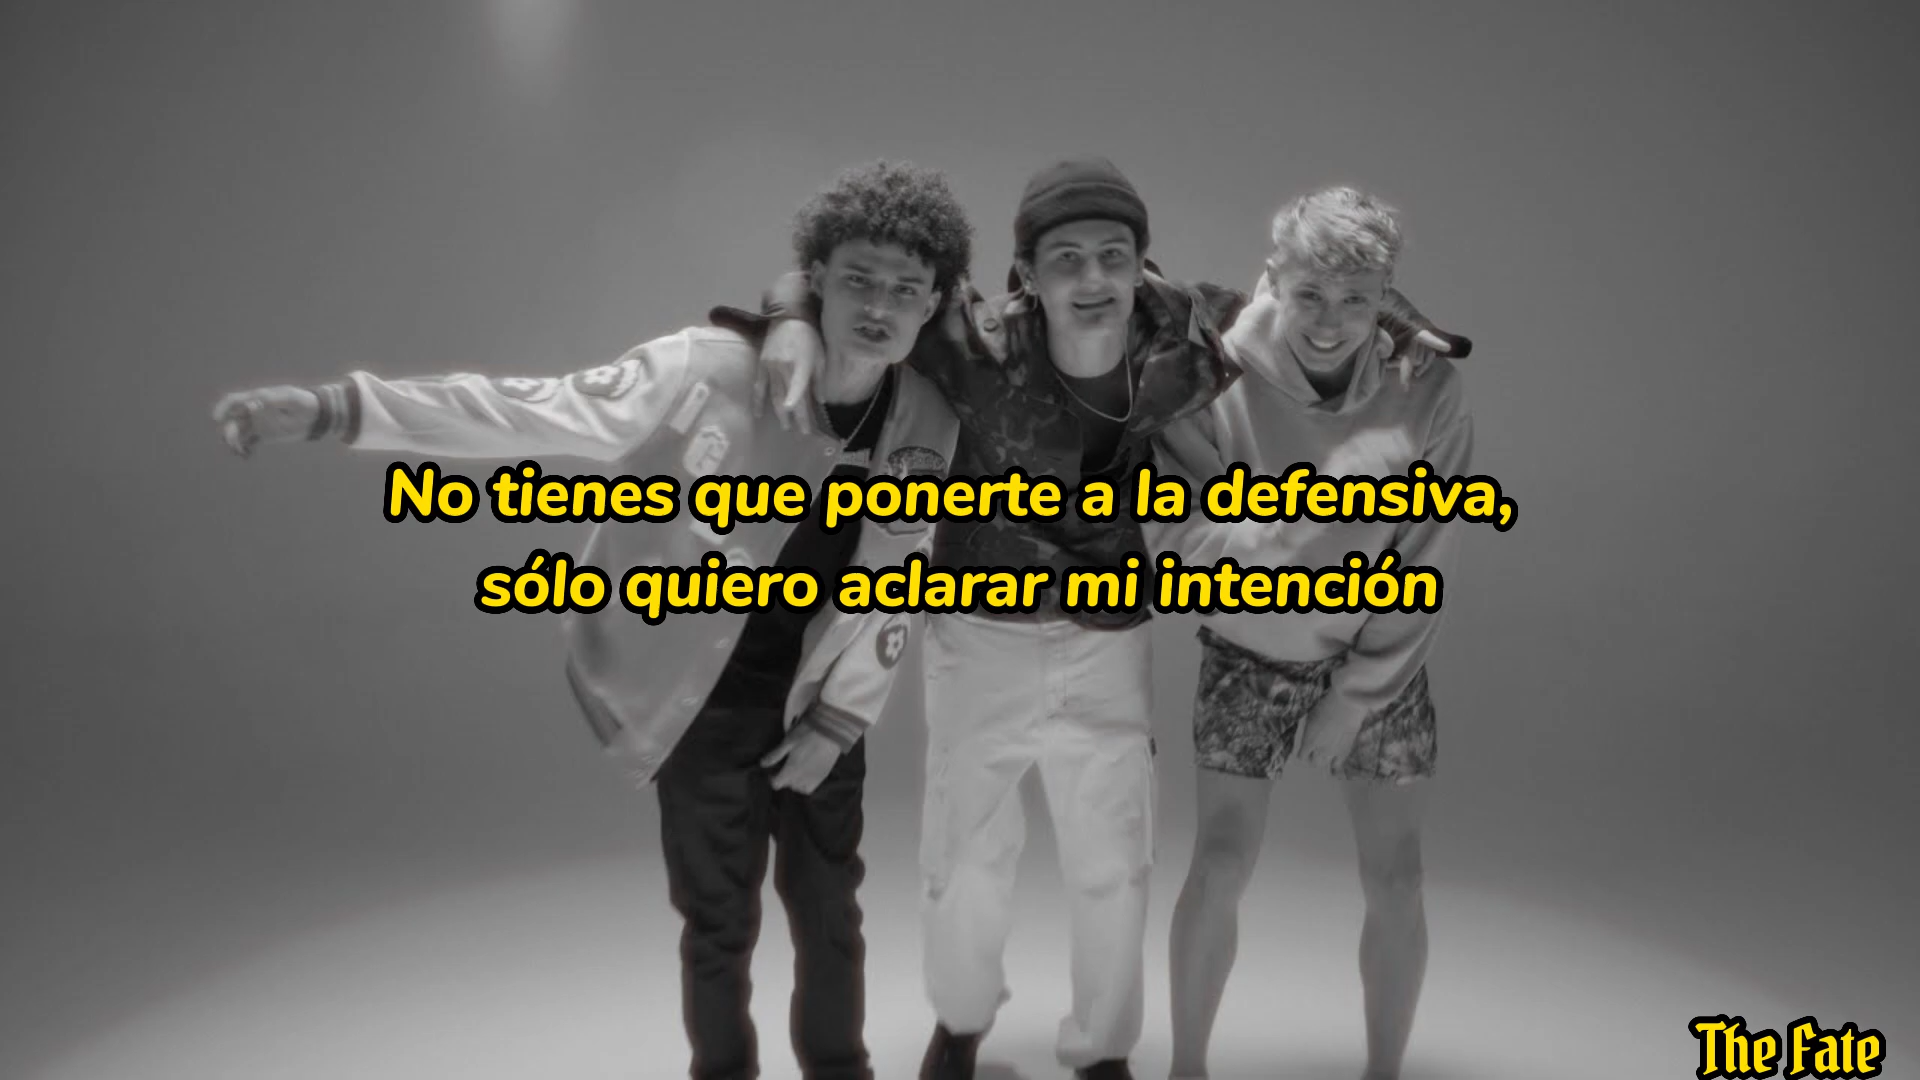 No tienes que ponerte a la defensiva,
sólo quiero aclarar mi intención
The Fate